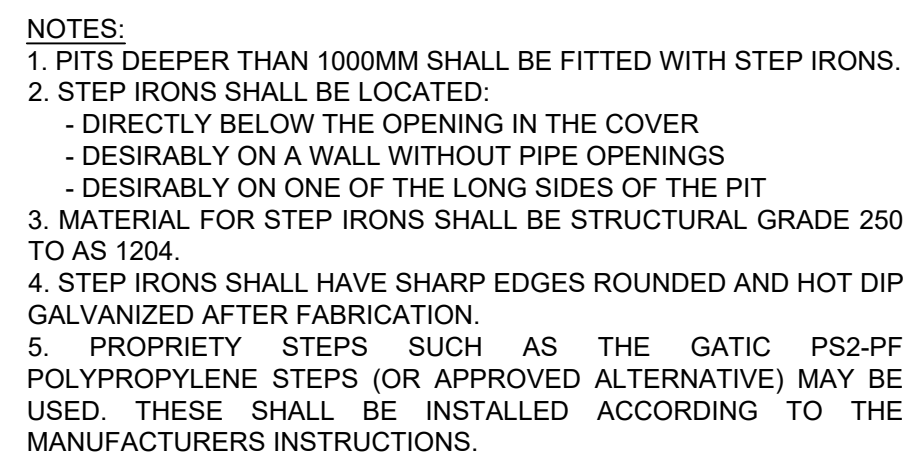 NOTES:
1. PITS DEEPER THAN 1000MM SHALL BE FITTED WITH STEP IRONS.
2. STEP IRONS SHALL BE LOCATED:
- DIRECTLY BELOW THE OPENING IN THE COVER
- DESIRABLY ON A WALL WITHOUT PIPE OPENINGS
- DESIRABLY ON ONE OF THE LONG SIDES OF THE PIT
3. MATERIAL FOR STEP IRONS SHALL BE STRUCTURAL GRADE 250
TO AS 1204.
4. STEP IRONS SHALL HAVE SHARP EDGES ROUNDED AND HOT DIP
GALVANIZED AFTER FABRICATION.
5. PROPRIETY STEPS SUCH AS THE GATIC PS2-PF
POLYPROPYLENE STEPS (OR APPROVED ALTERNATIVE) MAY BE
USED. THESE SHALL BE INSTALLED ACCORDING TO THE
MANUFACTURERS INSTRUCTIONS.